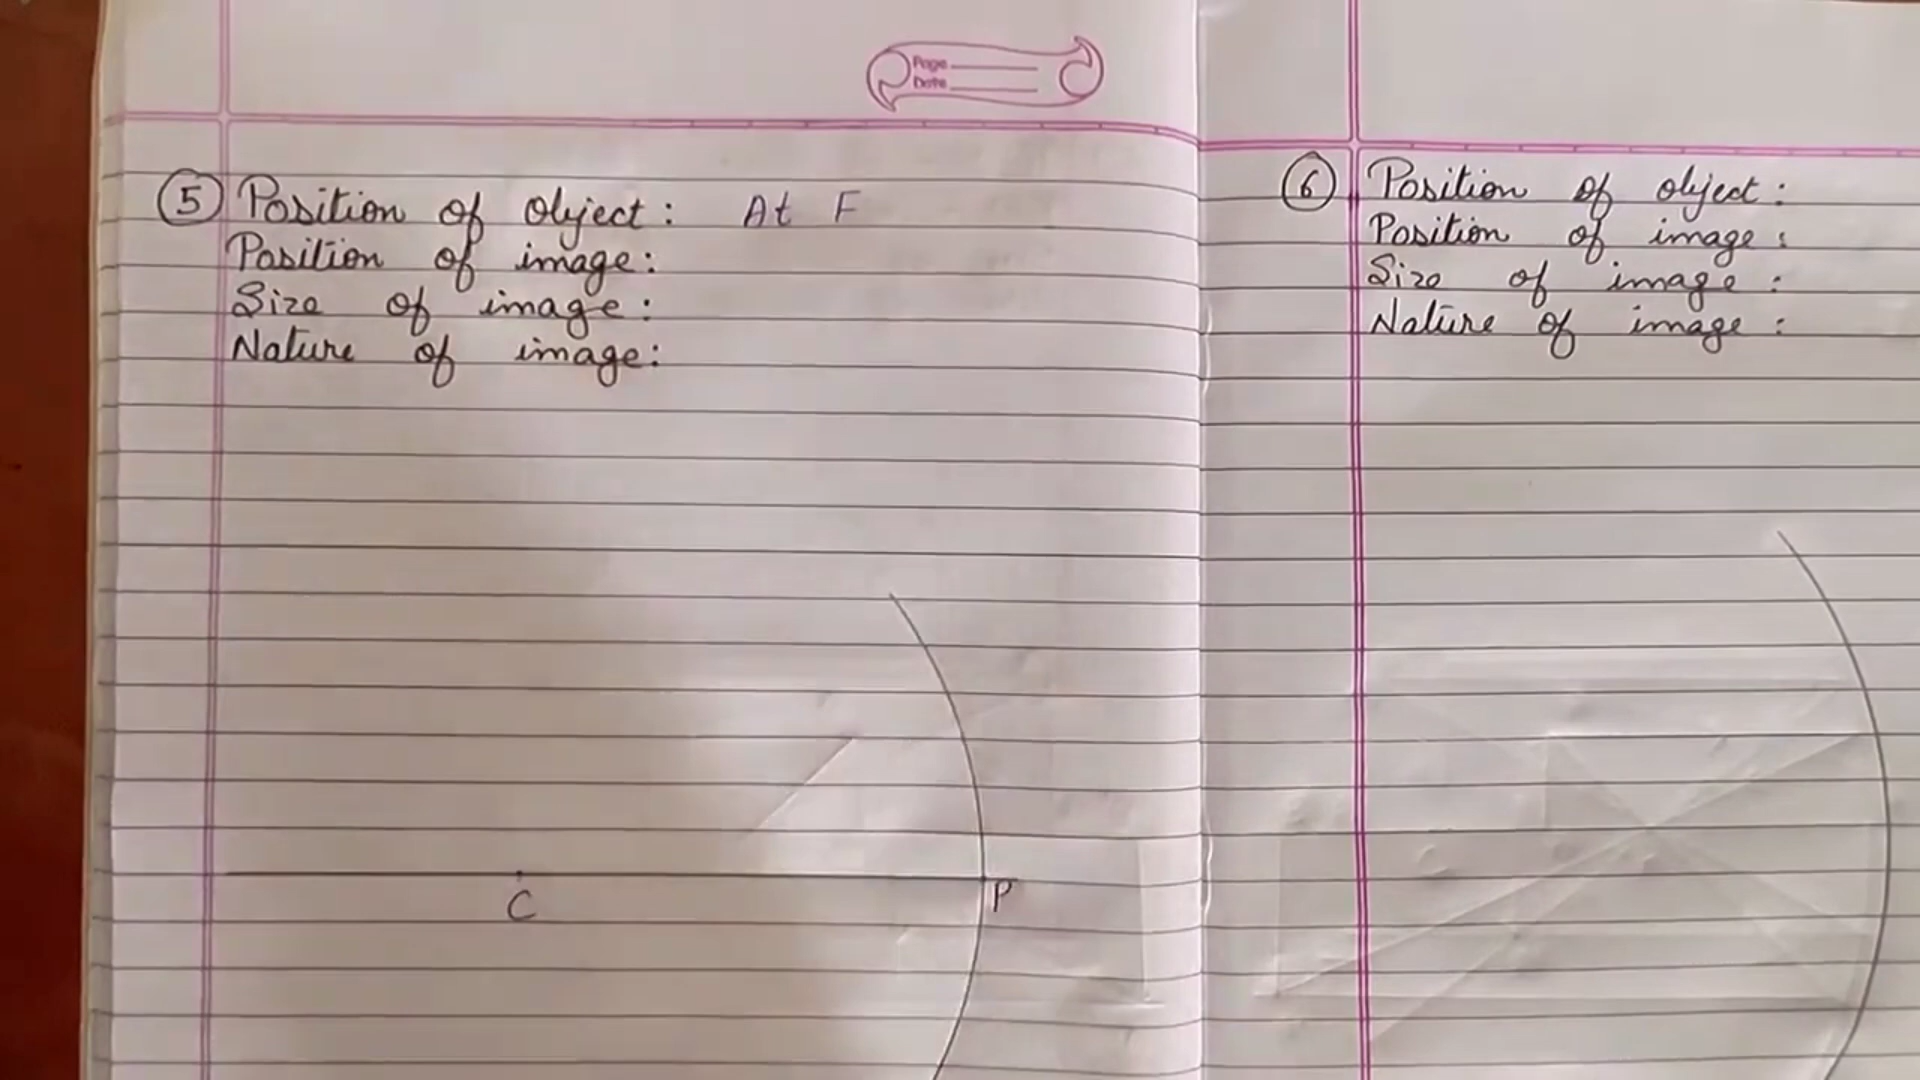 Page
Date
5 Position of object: At F
Position of image:
Size of image:
Nature of image:
C
P
6 Position of object:
Position of image:
Size of image:
Nature of image: